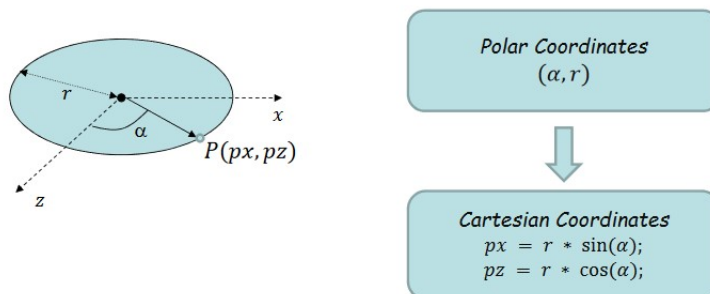 r
α
x
P(px, pz)
z
Polar Coordinates
(α, r)
Cartesian Coordinates
px = r * sin(α);
pz = r * cos(α);